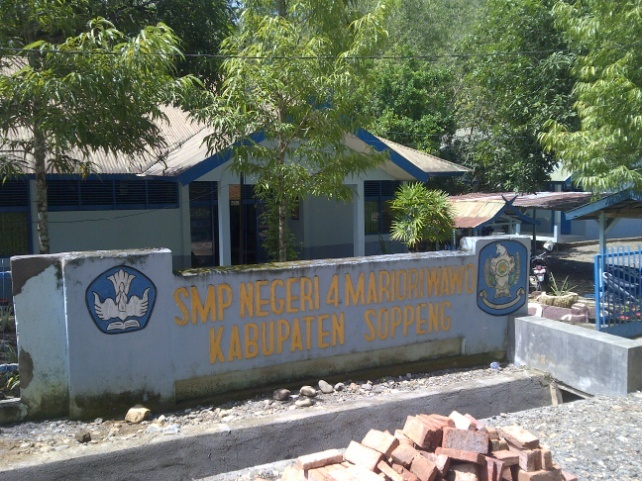 SMP NEGERI 4 MARIORIWAWO
KABUPATEN SOPPENG